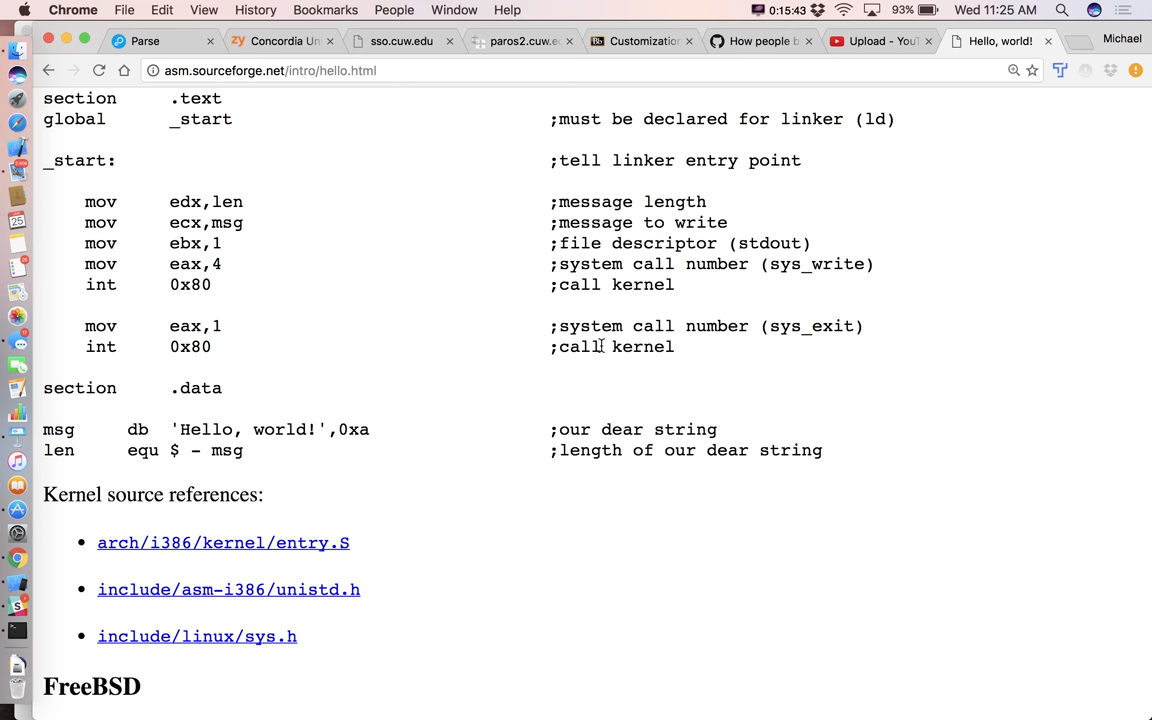 Chrome File Edit View History Bookmarks People Window Help 0:15:43 93% Wed 11:25 AM
Parse Concordia Un sso.cuw.edu paros2.cuw.e Customization How people b Upload - YouT Hello, world! Michael
asm.sourceforge.net/intro/hello.html
section .text
global _start ;must be declared for linker (ld)
_start: ;tell linker entry point
mov edx,len ;message length
mov ecx,msg ;message to write
mov ebx,1 ;file descriptor (stdout)
mov eax,4 ;system call number (sys_write)
int 0x80 ;call kernel
mov eax,1 ;system call number (sys_exit)
int 0x80 ;call kernel
section .data
msg db 'Hello, world!',0xa ;our dear string
len equ $ - msg ;length of our dear string
Kernel source references:
• arch/i386/kernel/entry.S
• include/asm-i386/unistd.h
• include/linux/sys.h
FreeBSD